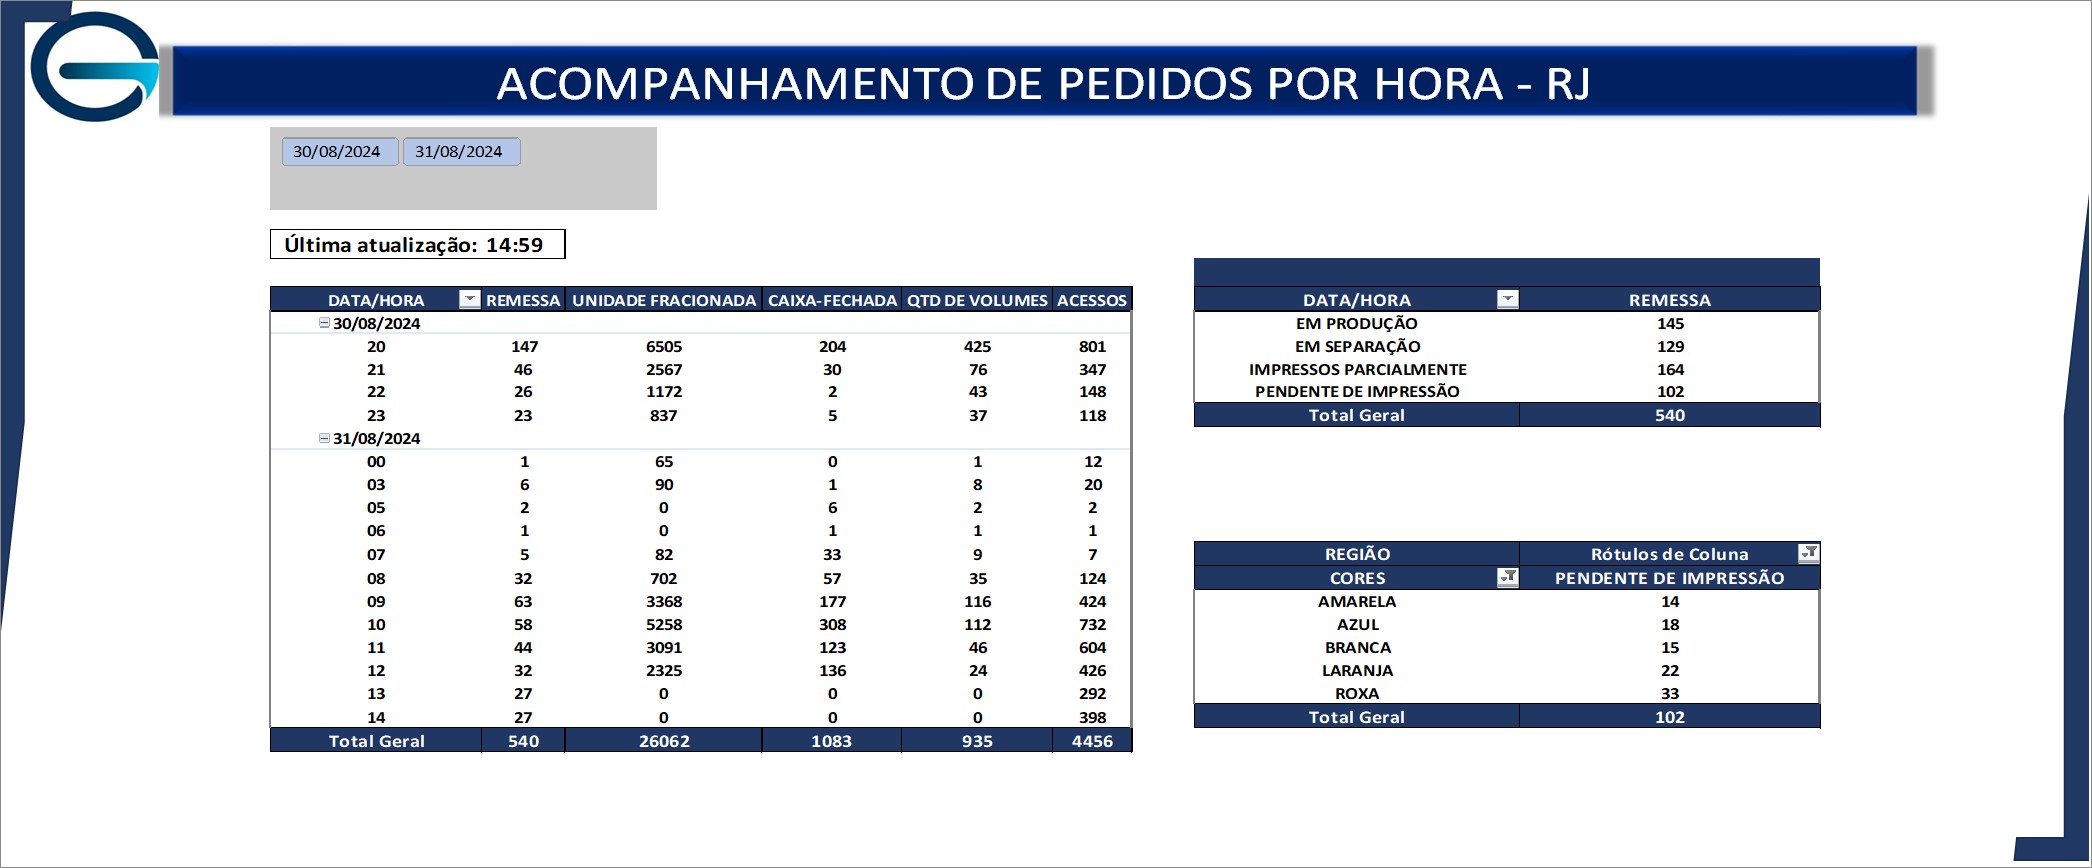 ACOMPANHAMENTO DE PEDIDOS POR HORA - RJ
30/08/2024 31/08/2024
Última atualização: 14:59
DATA/HORA REMESSA UNIDADE FRACIONADA CAIXA-FECHADA QTD DE VOLUMES ACESSOS
30/08/2024
20 147 6505 204 425 801
21 46 2567 30 76 347
22 26 1172 2 43 148
23 23 837 5 37 118
31/08/2024
00 1 65 0 1 12
03 6 90 1 8 20
05 2 0 6 2 2
06 1 0 1 1 1
07 5 82 33 9 7
08 32 702 57 35 124
09 63 3368 177 116 424
10 58 5258 308 112 732
11 44 3091 123 46 604
12 32 2325 136 24 426
13 27 0 0 0 292
14 27 0 0 0 398
Total Geral 540 26062 1083 935 4456
DATA/HORA REMESSA
EM PRODUÇÃO 145
EM SEPARAÇÃO 129
IMPRESSOS PARCIALMENTE 164
PENDENTE DE IMPRESSÃO 102
Total Geral 540
REGIÃO Rótulos de Coluna
CORES PENDENTE DE IMPRESSÃO
AMARELA 14
AZUL 18
BRANCA 15
LARANJA 22
ROXA 33
Total Geral 102